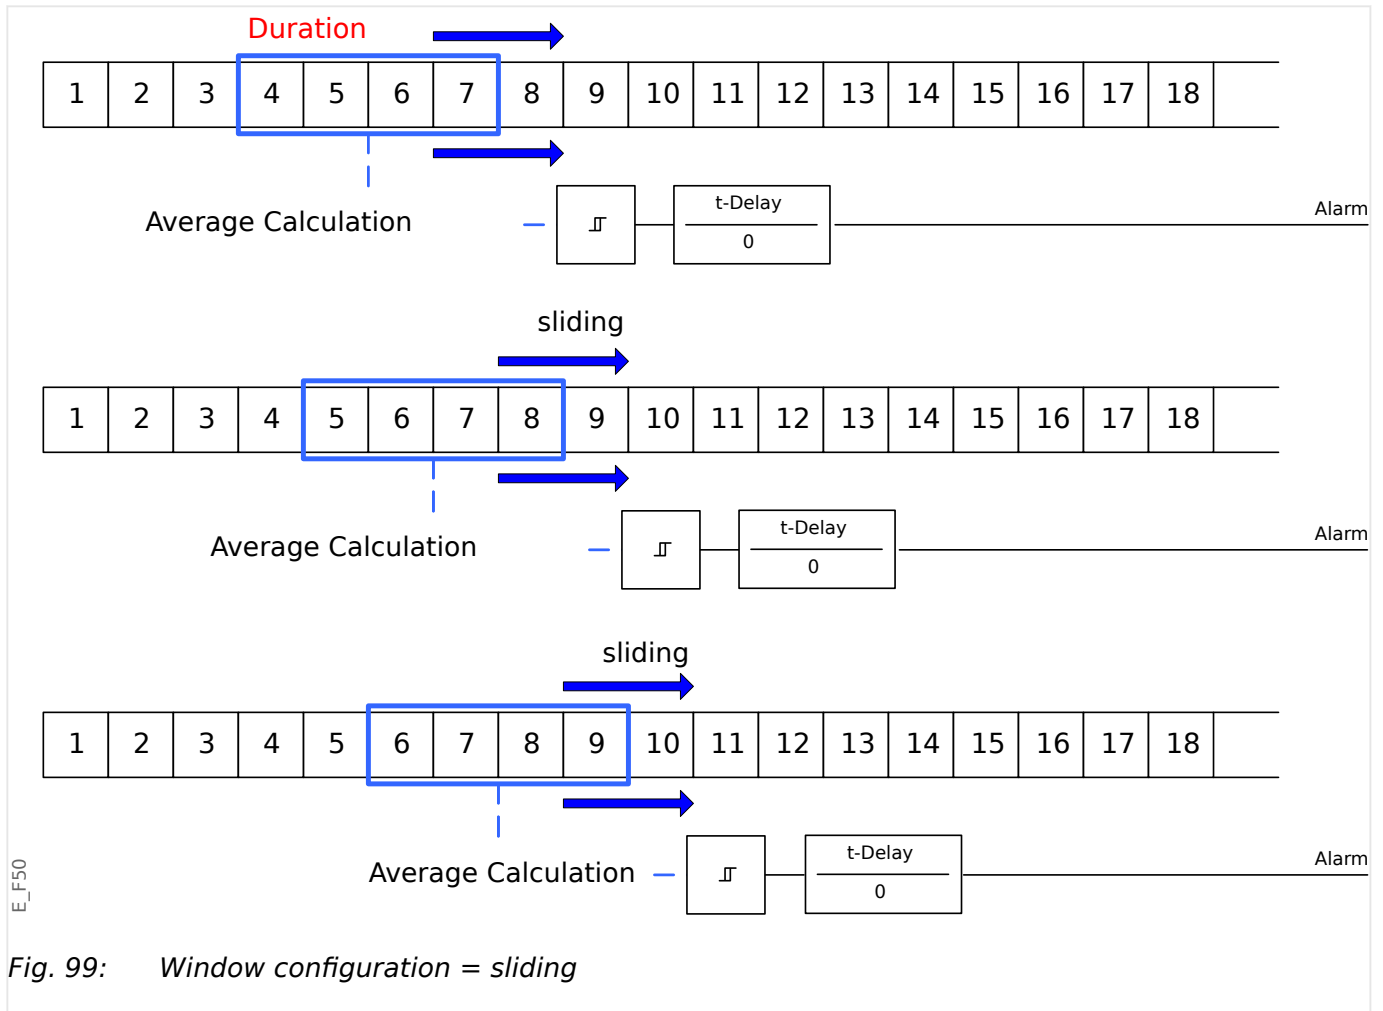 Duration
1 2 3 4 5 6 7 8 9 10 11 12 13 14 15 16 17 18
t-Delay
Alarm
Average Calculation
0
sliding
1 2 3 4 5 6 7 8 9 10 11 12 13 14 15 16 17 18
t-Delay
Alarm
Average Calculation
0
sliding
1 2 3 4 5 6 7 8 9 10 11 12 13 14 15 16 17 18
t-Delay
Alarm
Average Calculation
0
E_F50
Fig. 99: Window configuration = sliding